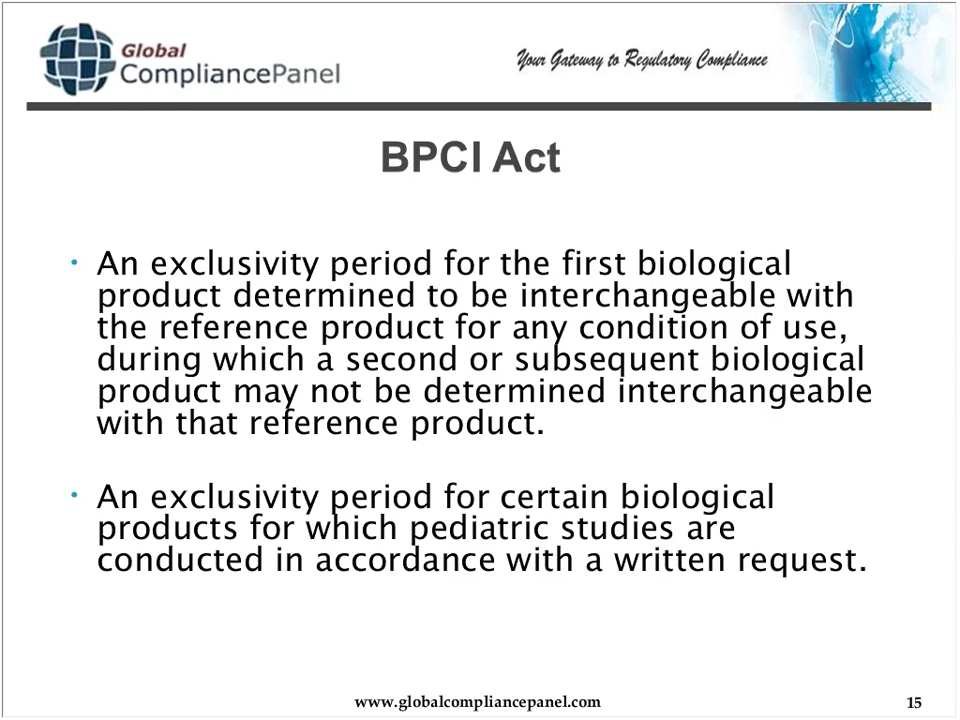 Global
CompliancePanel
Your Gateway to Regulatory Compliance
BPCI Act
• An exclusivity period for the first biological
product determined to be interchangeable with
the reference product for any condition of use,
during which a second or subsequent biological
product may not be determined interchangeable
with that reference product.
• An exclusivity period for certain biological
products for which pediatric studies are
conducted in accordance with a written request.
www.globalcompliancepanel.com
15